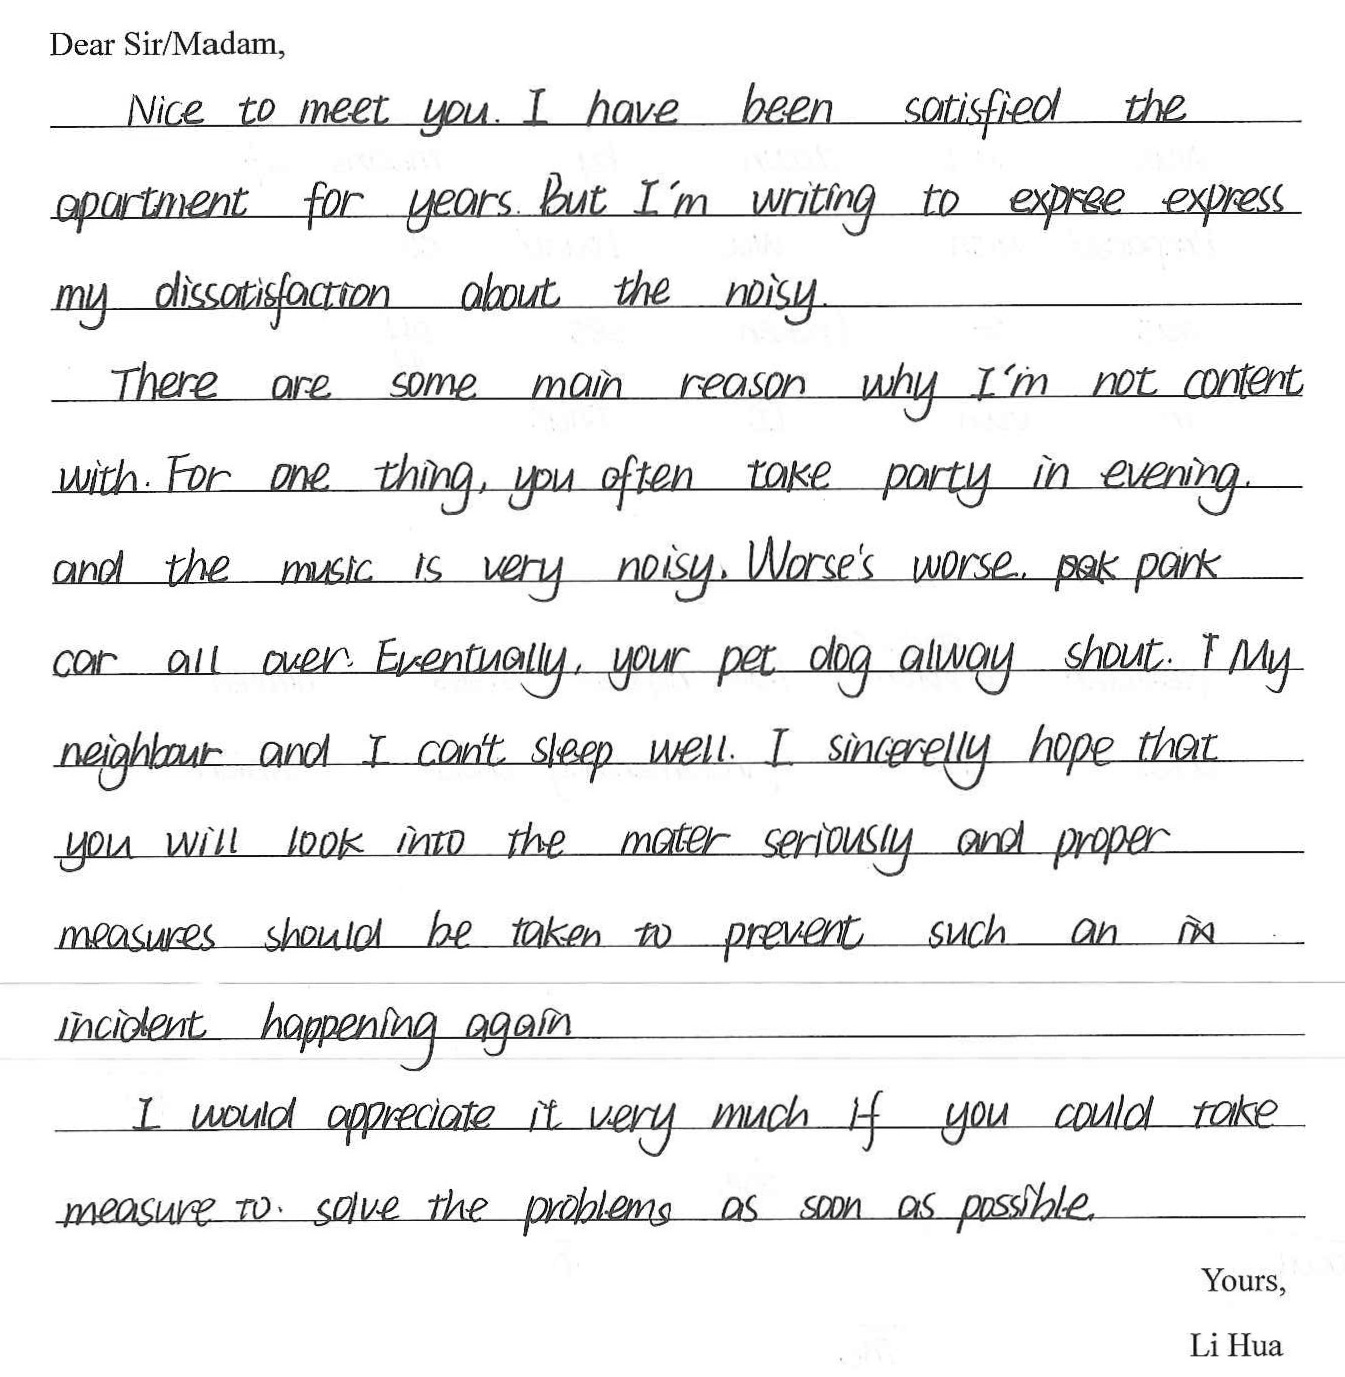 Dear Sir/Madam,
Nice to meet you. I have been satisfied the
apartment for years. But I'm writing to expree express
my dissatisfaction about the noisy.
There are some main reason why I'm not content
with. For one thing, you often take party in evening.
and the music is very noisy. Worse's worse. pak park
car all over. Eventually, your pet dog alway shout. T My
neighbour and I can't sleep well. I sincerelly hope that
you will look into the mater seriously and proper
measures should be taken to prevent such an in
incident happening again
I would appreciate it very much if you could take
measure to. solve the problems as soon as possible.
Yours,
Li Hua